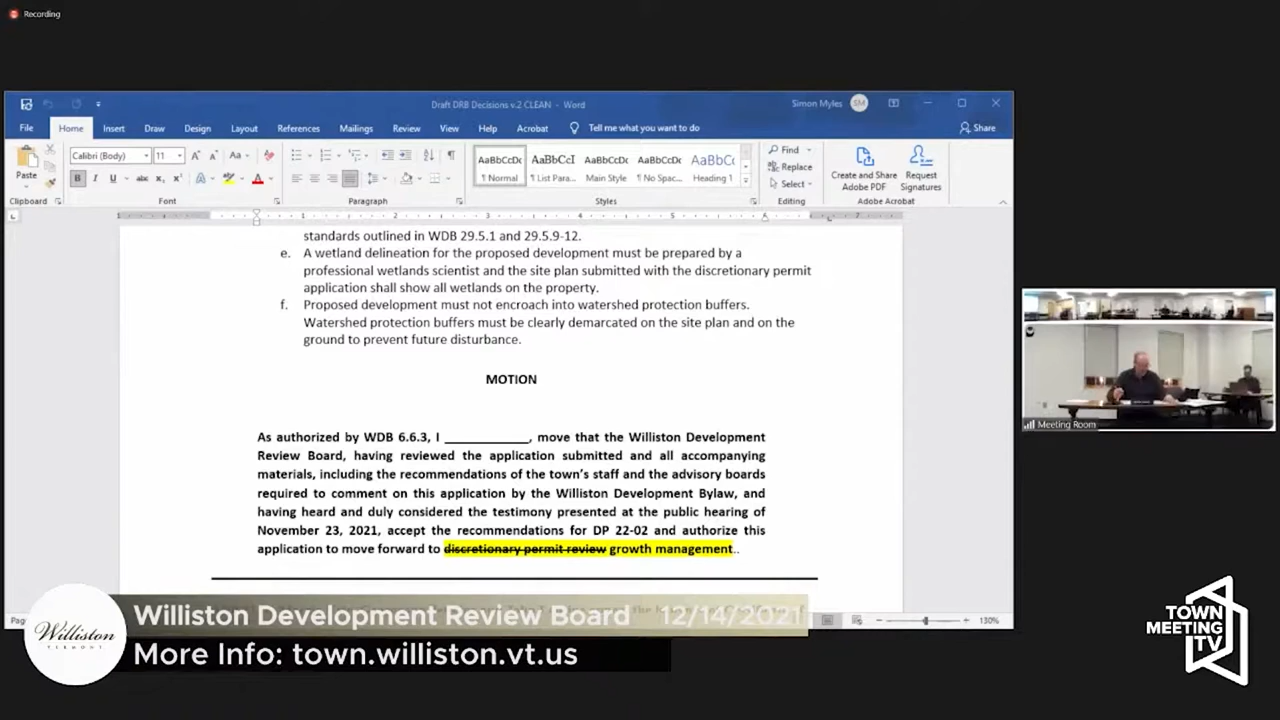 Recording
Draft DRB Decisions v.2 CLEAN - Word
Simon Myles
SM
File Home Insert Draw Design Layout References Mailings Review View Help Acrobat Tell me what you want to do
Share
Paste
Calibri (Body) 11
Aa
B I U abc
AaBbCcDc AaBbCcI AaBbCcDc AaBbCcDc AaBbCc
¶ Normal ¶ List Para... Main Style ¶ No Spac... Heading 1
Find
Replace
Select
Create and Share Adobe PDF
Request Signatures
Clipboard Font Paragraph Styles Editing Adobe Acrobat
standards outlined in WDB 29.5.1 and 29.5.9-12.
e. A wetland delineation for the proposed development must be prepared by a
professional wetlands scientist and the site plan submitted with the discretionary permit
application shall show all wetlands on the property.
f. Proposed development must not encroach into watershed protection buffers.
Watershed protection buffers must be clearly demarcated on the site plan and on the
ground to prevent future disturbance.
MOTION
As authorized by WDB 6.6.3, I ____________, move that the Williston Development
Review Board, having reviewed the application submitted and all accompanying
materials, including the recommendations of the town's staff and the advisory boards
required to comment on this application by the Williston Development Bylaw, and
having heard and duly considered the testimony presented at the public hearing of
November 23, 2021, accept the recommendations for DP 22-02 and authorize this
application to move forward to discretionary permit review growth management..
Meeting Room
130%
Williston
VERMONT
Williston Development Review Board 12/14/2021
More Info: town.williston.vt.us
TOWN
MEETING
TV